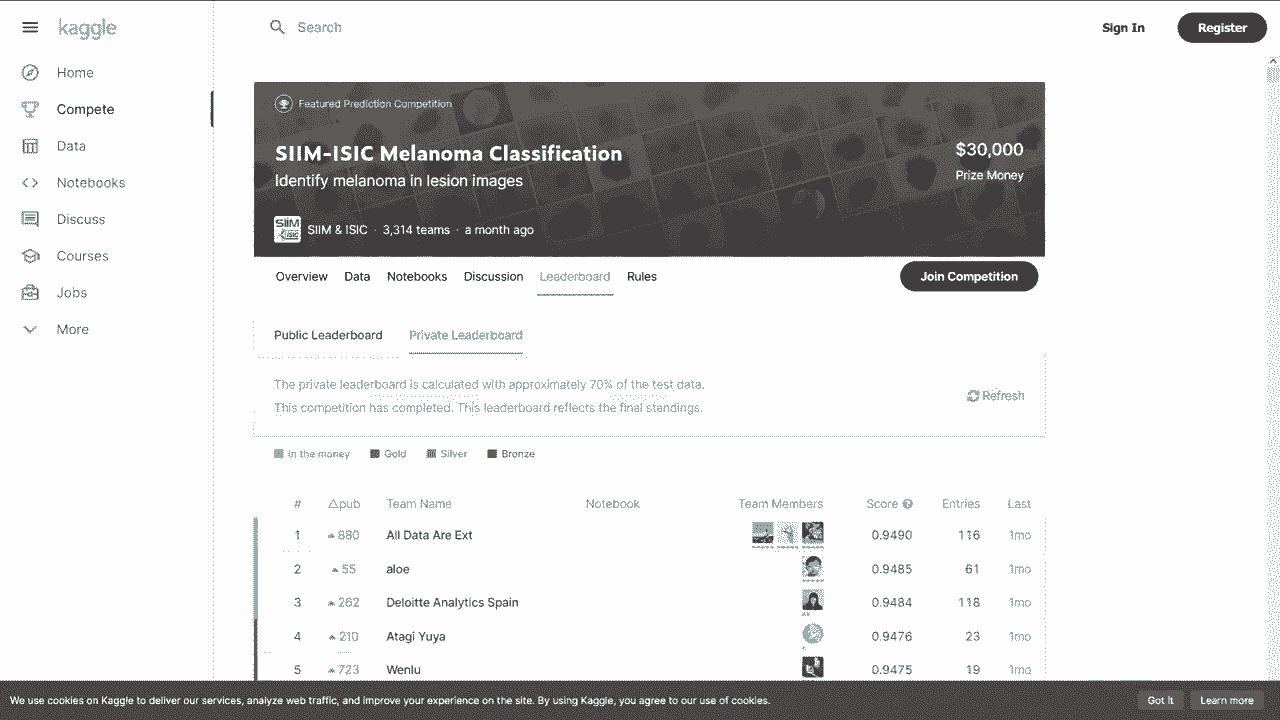 kaggle
Search
Sign In
Register
Home
Compete
Data
Notebooks
Discuss
Courses
Jobs
More
Featured Prediction Competition
SIIM-ISIC Melanoma Classification
Identify melanoma in lesion images
$30,000
Prize Money
SIIM ISIC
SIIM & ISIC · 3,314 teams · a month ago
Overview Data Notebooks Discussion Leaderboard Rules
Join Competition
Public Leaderboard Private Leaderboard
The private leaderboard is calculated with approximately 70% of the test data.
This competition has completed. This leaderboard reflects the final standings.
Refresh
In the money Gold Silver Bronze
# △pub Team Name Notebook Team Members Score Entries Last
1 880 All Data Are Ext 0.9490 116 1mo
2 55 aloe 0.9485 61 1mo
3 262 Deloitte Analytics Spain 0.9484 118 1mo
4 210 Atagi Yuya 0.9476 23 1mo
5 723 Wenlu 0.9475 19 1mo
We use cookies on Kaggle to deliver our services, analyze web traffic, and improve your experience on the site. By using Kaggle, you agree to our use of cookies.
Got it
Learn more